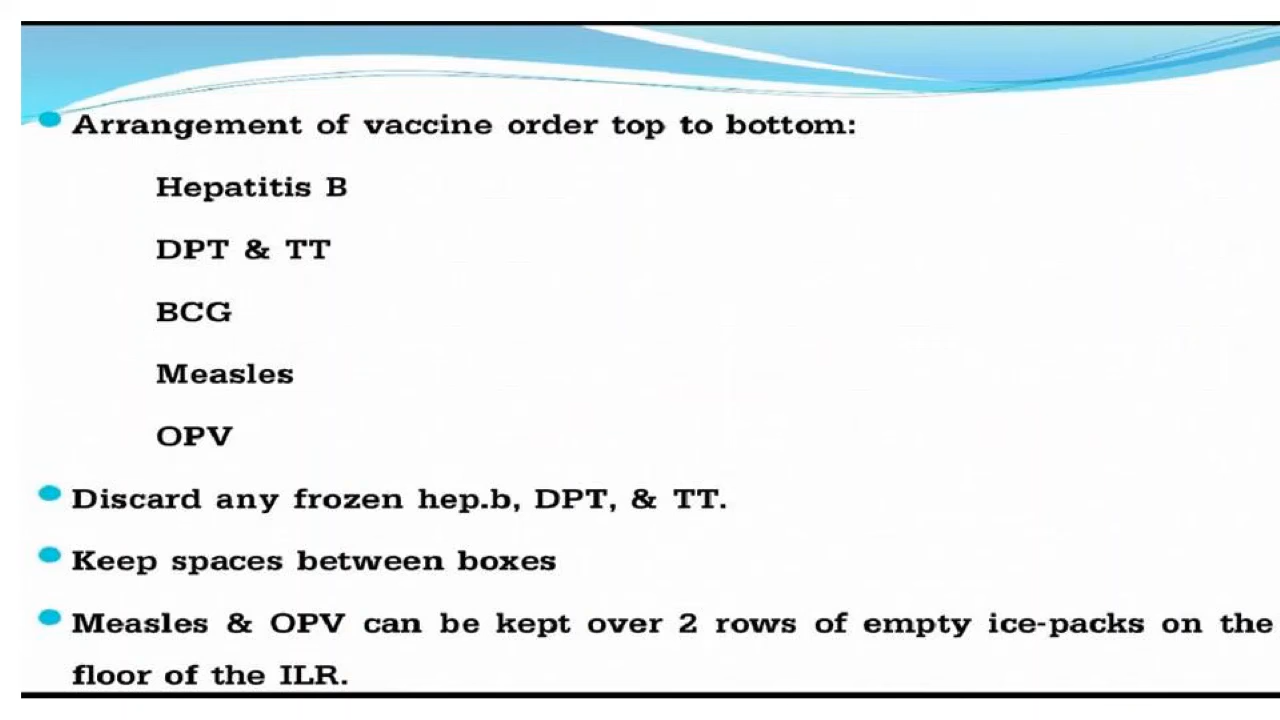 Arrangement of vaccine order top to bottom:
Hepatitis B
DPT & TT
BCG
Measles
OPV
Discard any frozen hep.b, DPT, & TT.
Keep spaces between boxes
Measles & OPV can be kept over 2 rows of empty ice-packs on the
floor of the ILR.